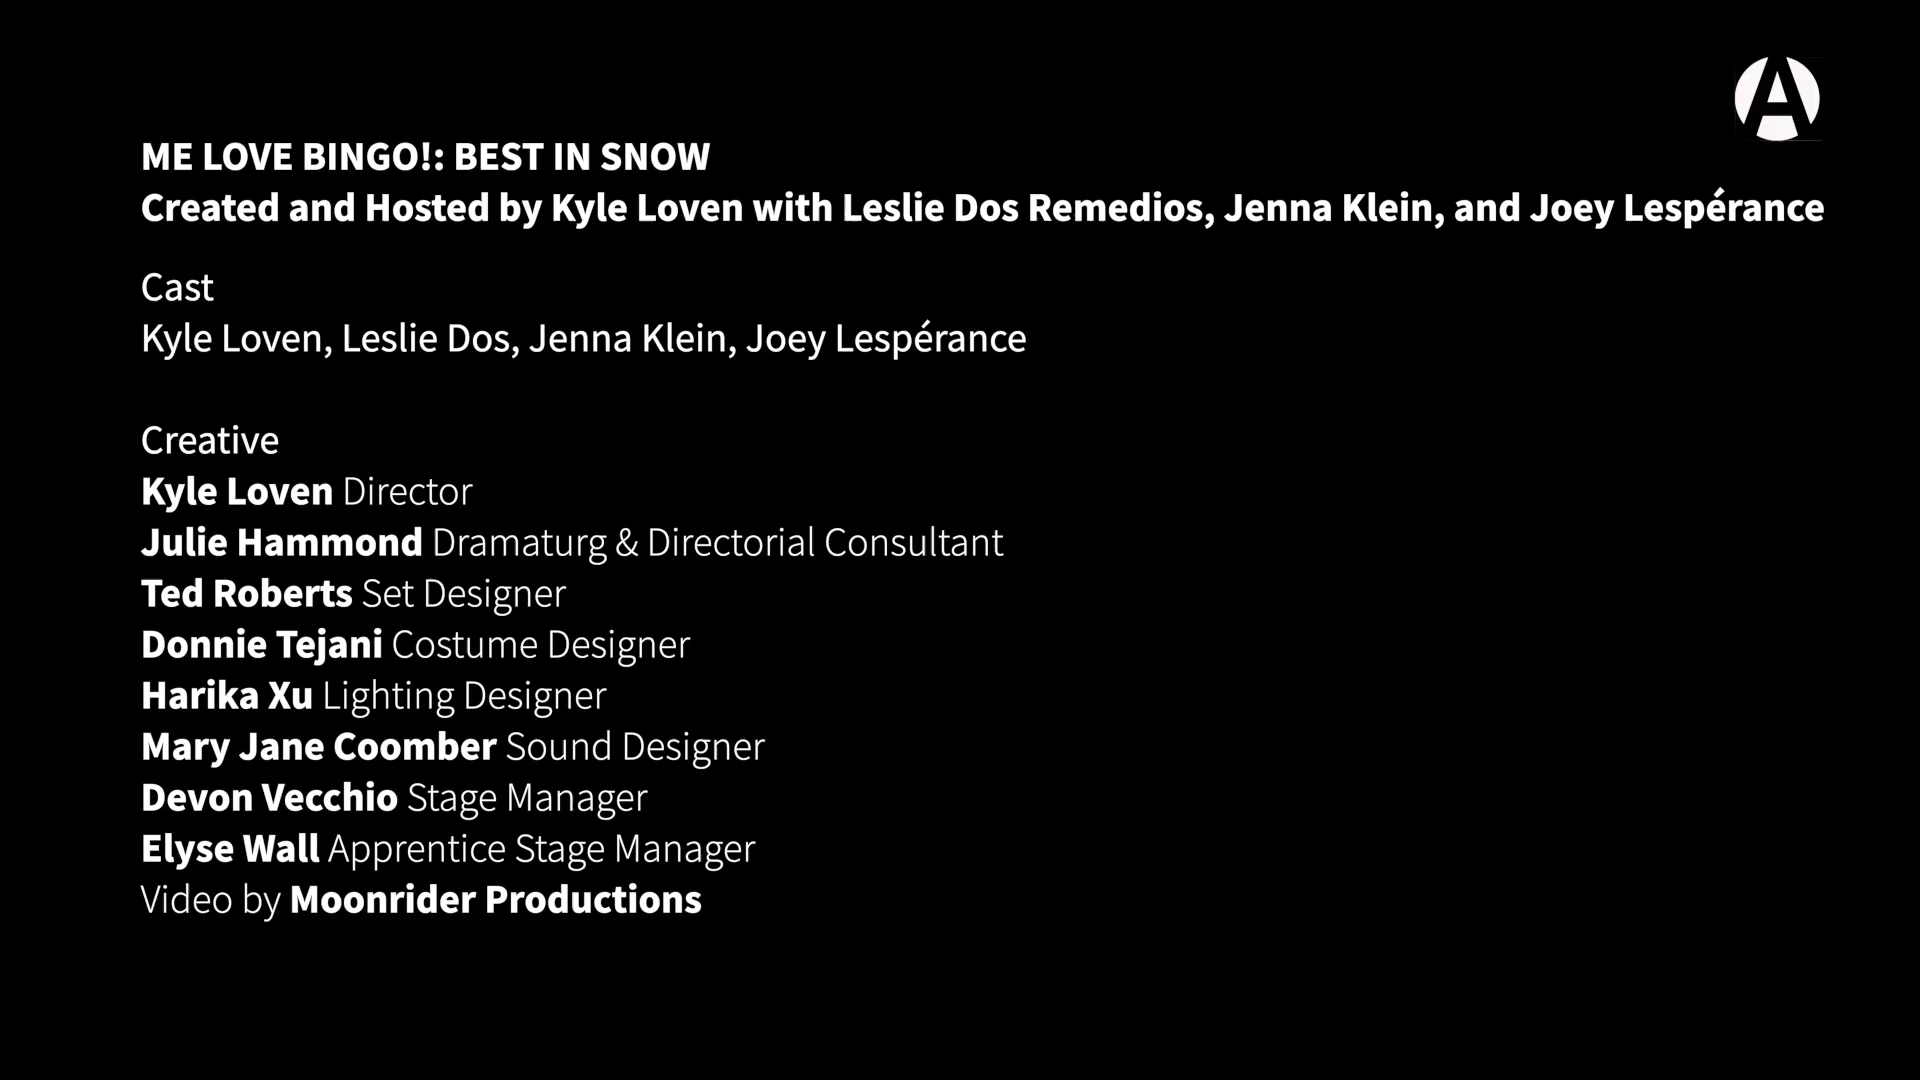 A
ME LOVE BINGO!: BEST IN SNOW
Created and Hosted by Kyle Loven with Leslie Dos Remedios, Jenna Klein, and Joey Lespérance
Cast
Kyle Loven, Leslie Dos, Jenna Klein, Joey Lespérance
Creative
Kyle Loven Director
Julie Hammond Dramaturg & Directorial Consultant
Ted Roberts Set Designer
Donnie Tejani Costume Designer
Harika Xu Lighting Designer
Mary Jane Coomber Sound Designer
Devon Vecchio Stage Manager
Elyse Wall Apprentice Stage Manager
Video by Moonrider Productions